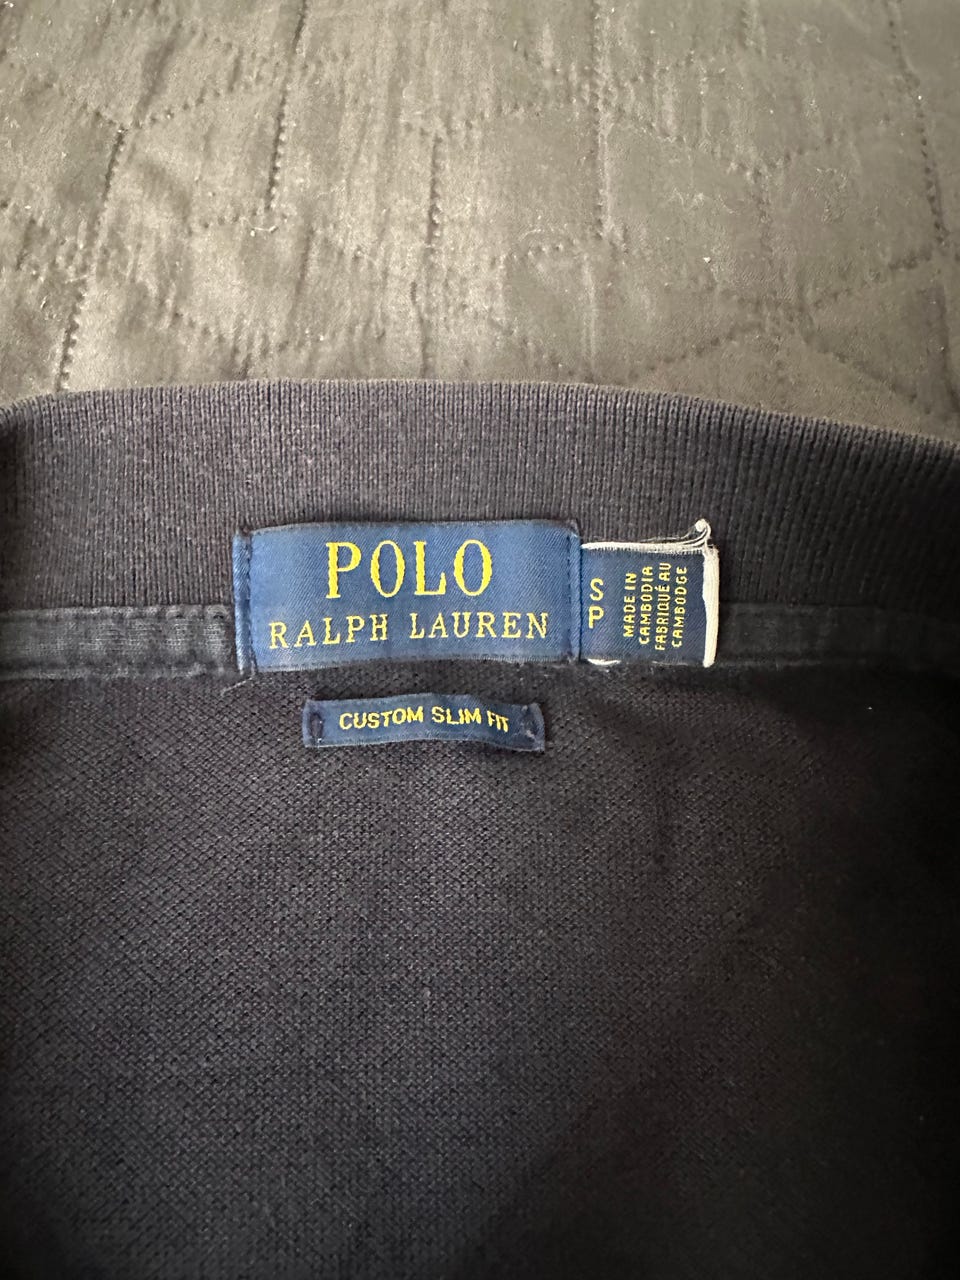 POLO
RALPH LAUREN
S
P
MADE IN
CAMBODIA
FABRIQUÉ AU
CAMBODGE
CUSTOM SLIM FIT